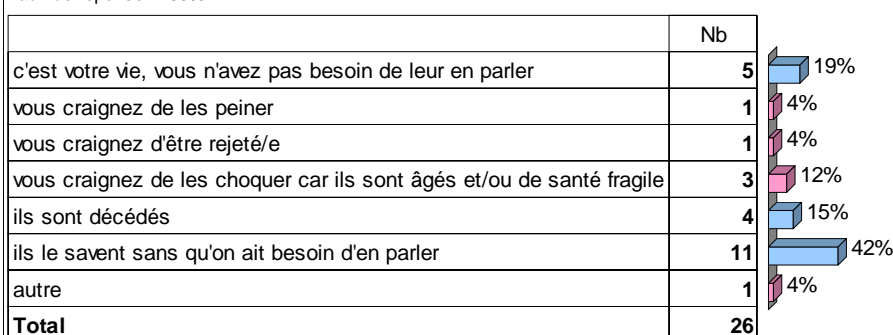 Nb
c'est votre vie, vous n'avez pas besoin de leur en parler 5 19%
vous craignez de les peiner 1 4%
vous craignez d'être rejeté/e 1 4%
vous craignez de les choquer car ils sont âgés et/ou de santé fragile 3 12%
ils sont décédés 4 15%
ils le savent sans qu'on ait besoin d'en parler 11 42%
autre 1 4%
Total 26